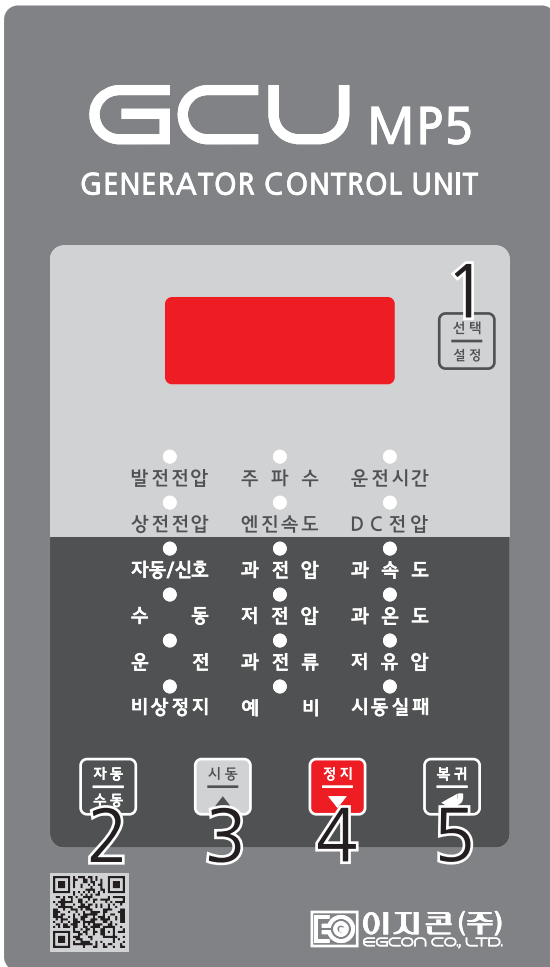 GCU MP5
GENERATOR CONTROL UNIT
1
선택
설정
발전전압 주파수 운전시간
상전전압 엔진속도 DC전압
자동/신호 과전압 과속도
수동 저전압 과온도
운전 과전류 저유압
비상정지 예비 시동실패
자동 시동 정지 복귀
수동
2 3 4 5
이지콘(주)
EGCON CO., LTD.